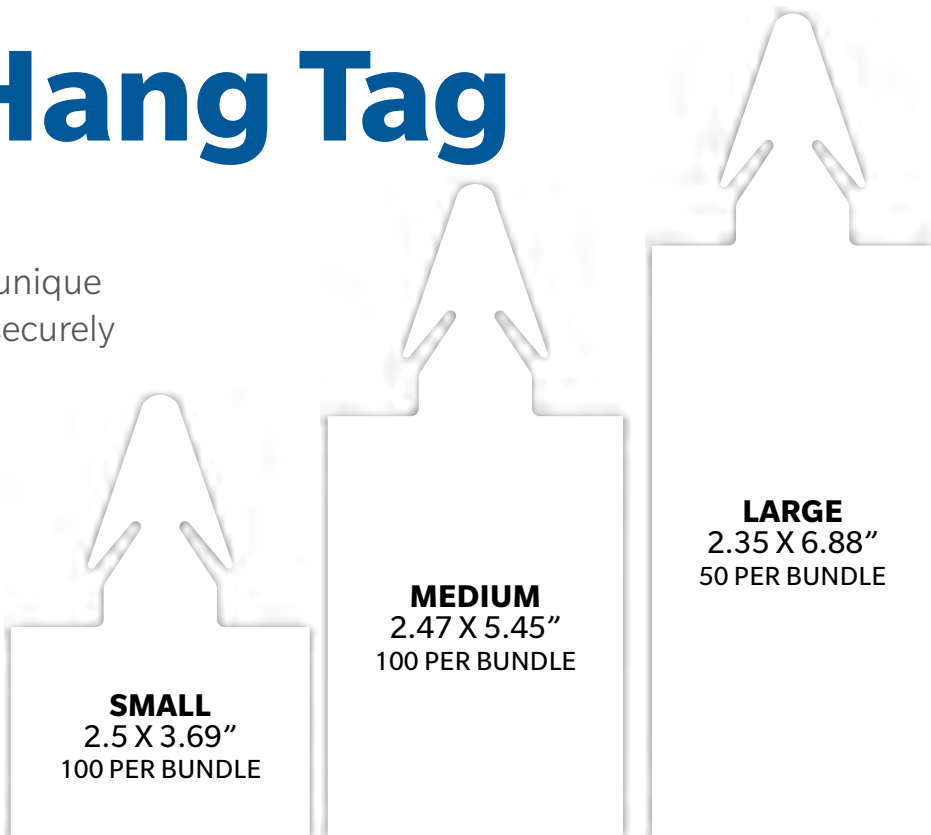 Hang Tag
unique
securely
LARGE
2.35 X 6.88”
50 PER BUNDLE
MEDIUM
2.47 X 5.45”
100 PER BUNDLE
SMALL
2.5 X 3.69”
100 PER BUNDLE